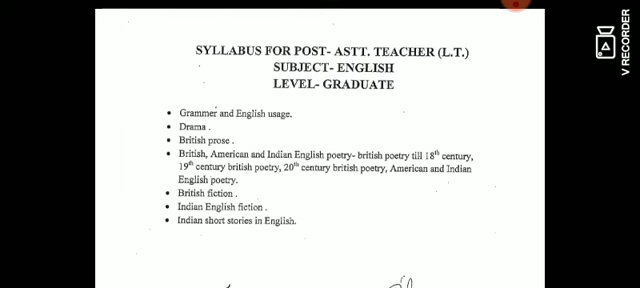 SYLLABUS FOR POST- ASTT. TEACHER (L.T.)
SUBJECT- ENGLISH
LEVEL- GRADUATE
• Grammer and English usage.
• Drama .
• British prose .
• British, American and Indian English poetry- british poetry till 18th century,
19th century british poetry, 20th century british poetry, American and Indian
English poetry.
• British fiction .
• Indian English fiction .
• Indian short stories in English.
V RECORDER